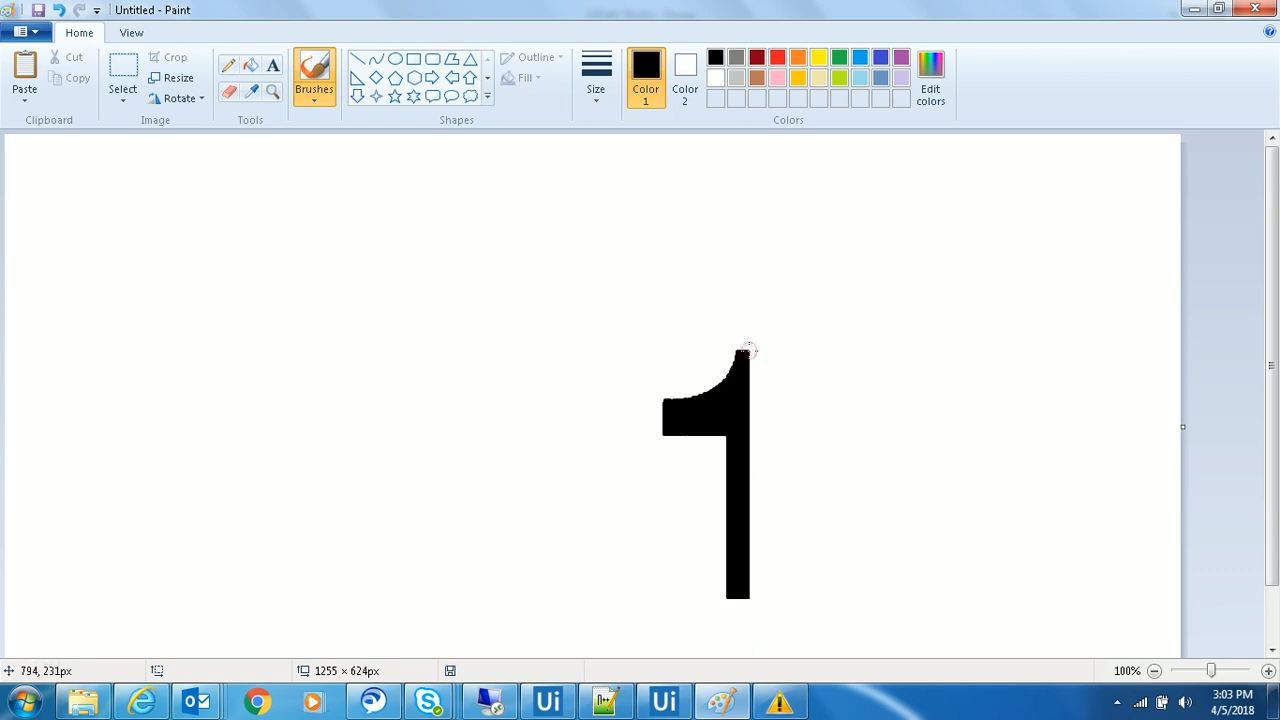 Untitled - Paint
Home View
Cut
Copy
Paste
Clipboard
Select
Crop
Resize
Rotate
Image
A
Tools
Brushes
Outline
Fill
Shapes
Size
Color 1
Color 2
Edit colors
Colors
1
794, 231px
1255 × 624px
100%
Ui
Ui
3:03 PM
4/5/2018